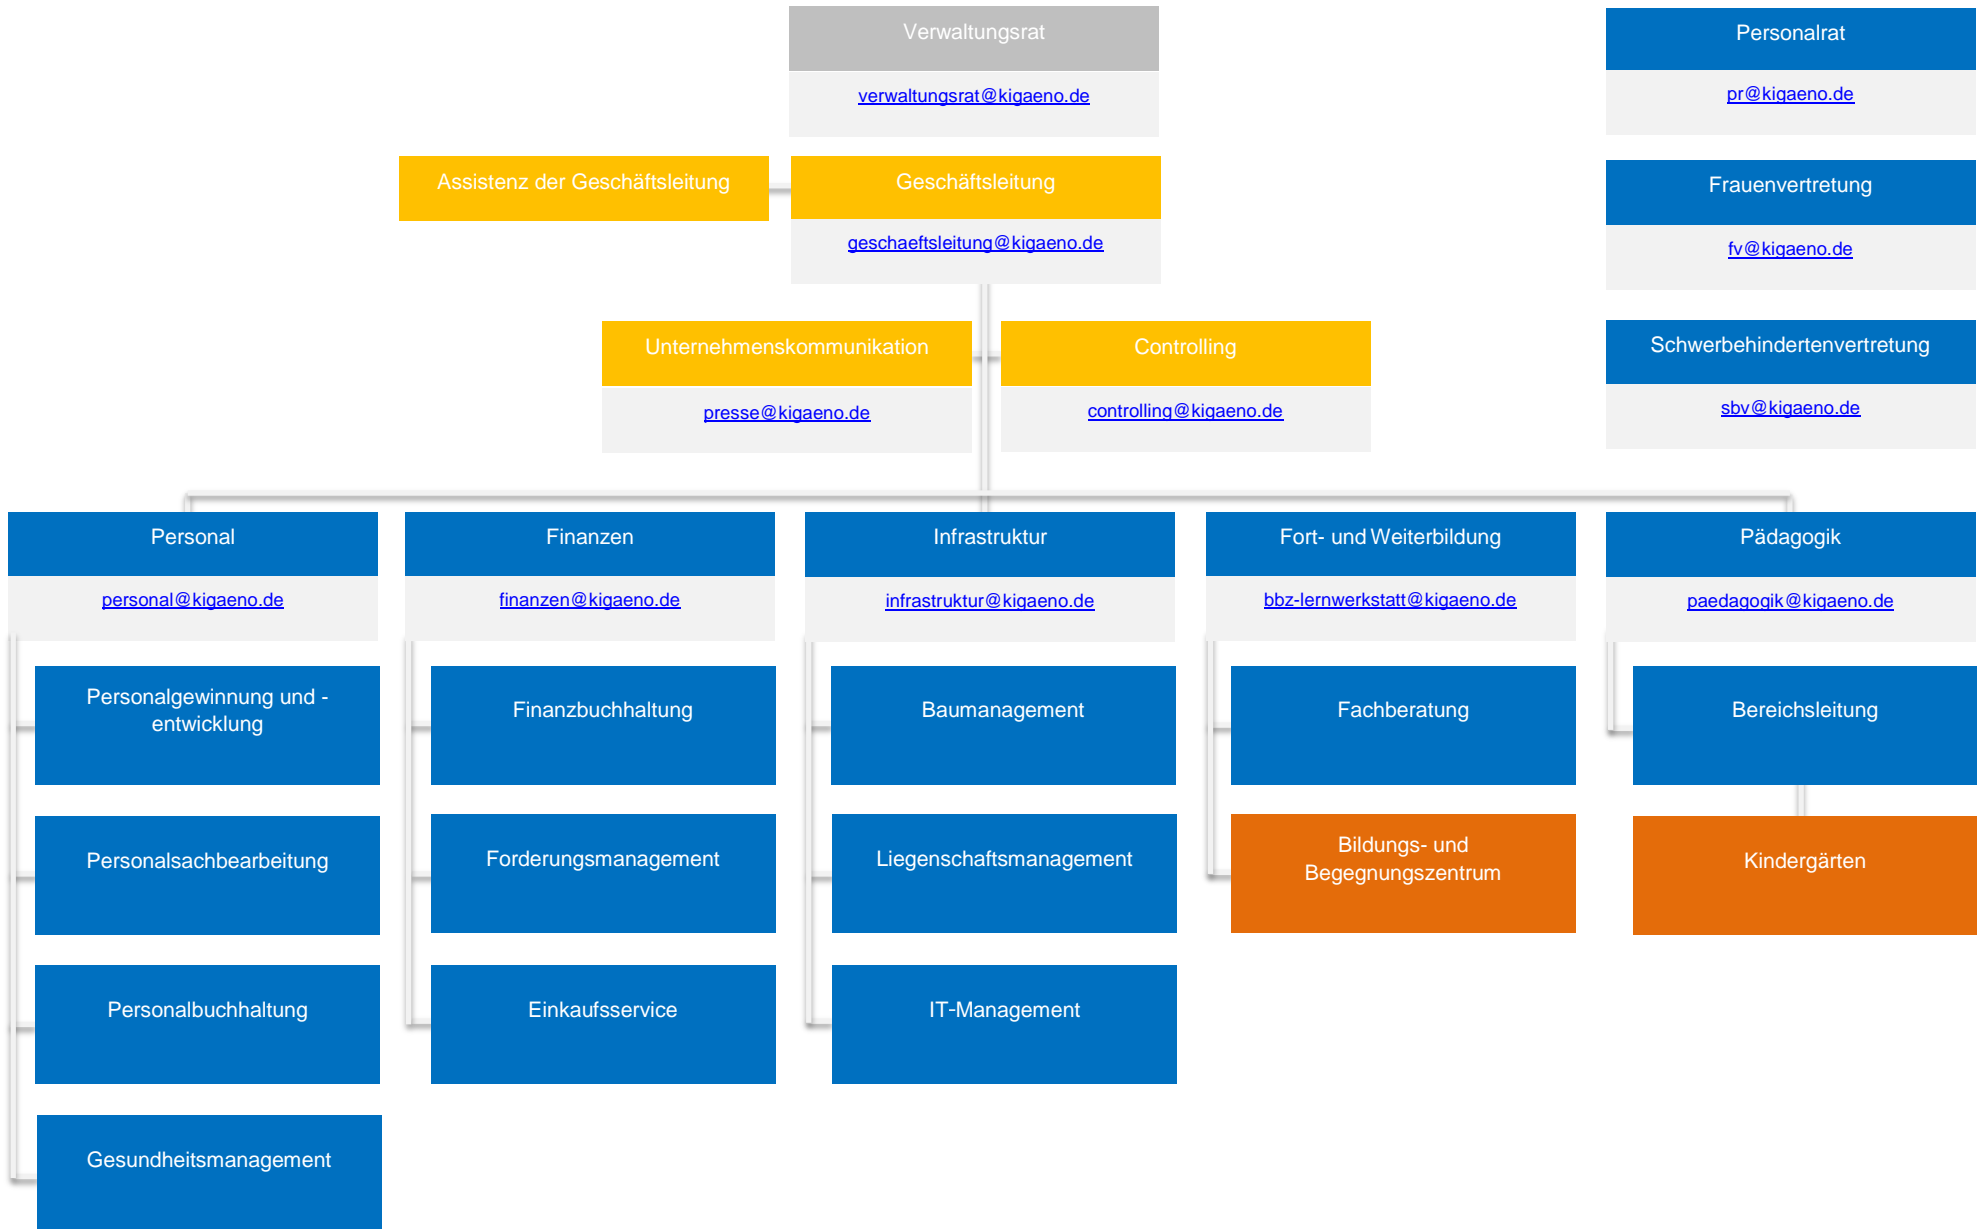 Verwaltungsrat
verwaltungsrat@kigaeno.de
Personalrat
pr@kigaeno.de
Assistenz der Geschäftsleitung
Geschäftsleitung
geschaeftsleitung@kigaeno.de
Frauenvertretung
fv@kigaeno.de
Unternehmenskommunikation
presse@kigaeno.de
Controlling
controlling@kigaeno.de
Schwerbehindertenvertretung
sbv@kigaeno.de
Personal
personal@kigaeno.de
Personalgewinnung und -
entwicklung
Personalsachbearbeitung
Personalbuchhaltung
Gesundheitsmanagement
Finanzen
finanzen@kigaeno.de
Finanzbuchhaltung
Forderungsmanagement
Einkaufsservice
Infrastruktur
infrastruktur@kigaeno.de
Baumanagement
Liegenschaftsmanagement
IT-Management
Fort- und Weiterbildung
bbz-lernwerkstatt@kigaeno.de
Fachberatung
Bildungs- und
Begegnungszentrum
Pädagogik
paedagogik@kigaeno.de
Bereichsleitung
Kindergärten